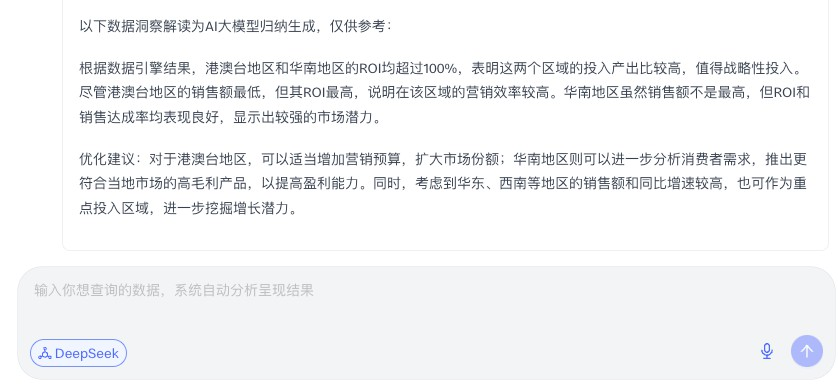 以下数据洞察解读为AI大模型归纳生成，仅供参考：
根据数据引擎结果，港澳台地区和华南地区的ROI均超过100%，表明这两个区域的投入产出比较高，值得战略性投入。
尽管港澳台地区的销售额最低，但其ROI最高，说明在该区域的营销效率较高。华南地区虽然销售额不是最高，但ROI和
销售达成率均表现良好，显示出较强的市场潜力。
优化建议：对于港澳台地区，可以适当增加营销预算，扩大市场份额；华南地区则可以进一步分析消费者需求，推出更
符合当地市场的高毛利产品，以提高盈利能力。同时，考虑到华东、西南等地区的销售额和同比增速较高，也可作为重
点投入区域，进一步挖掘增长潜力。
输入你想查询的数据，系统自动分析呈现结果
DeepSeek